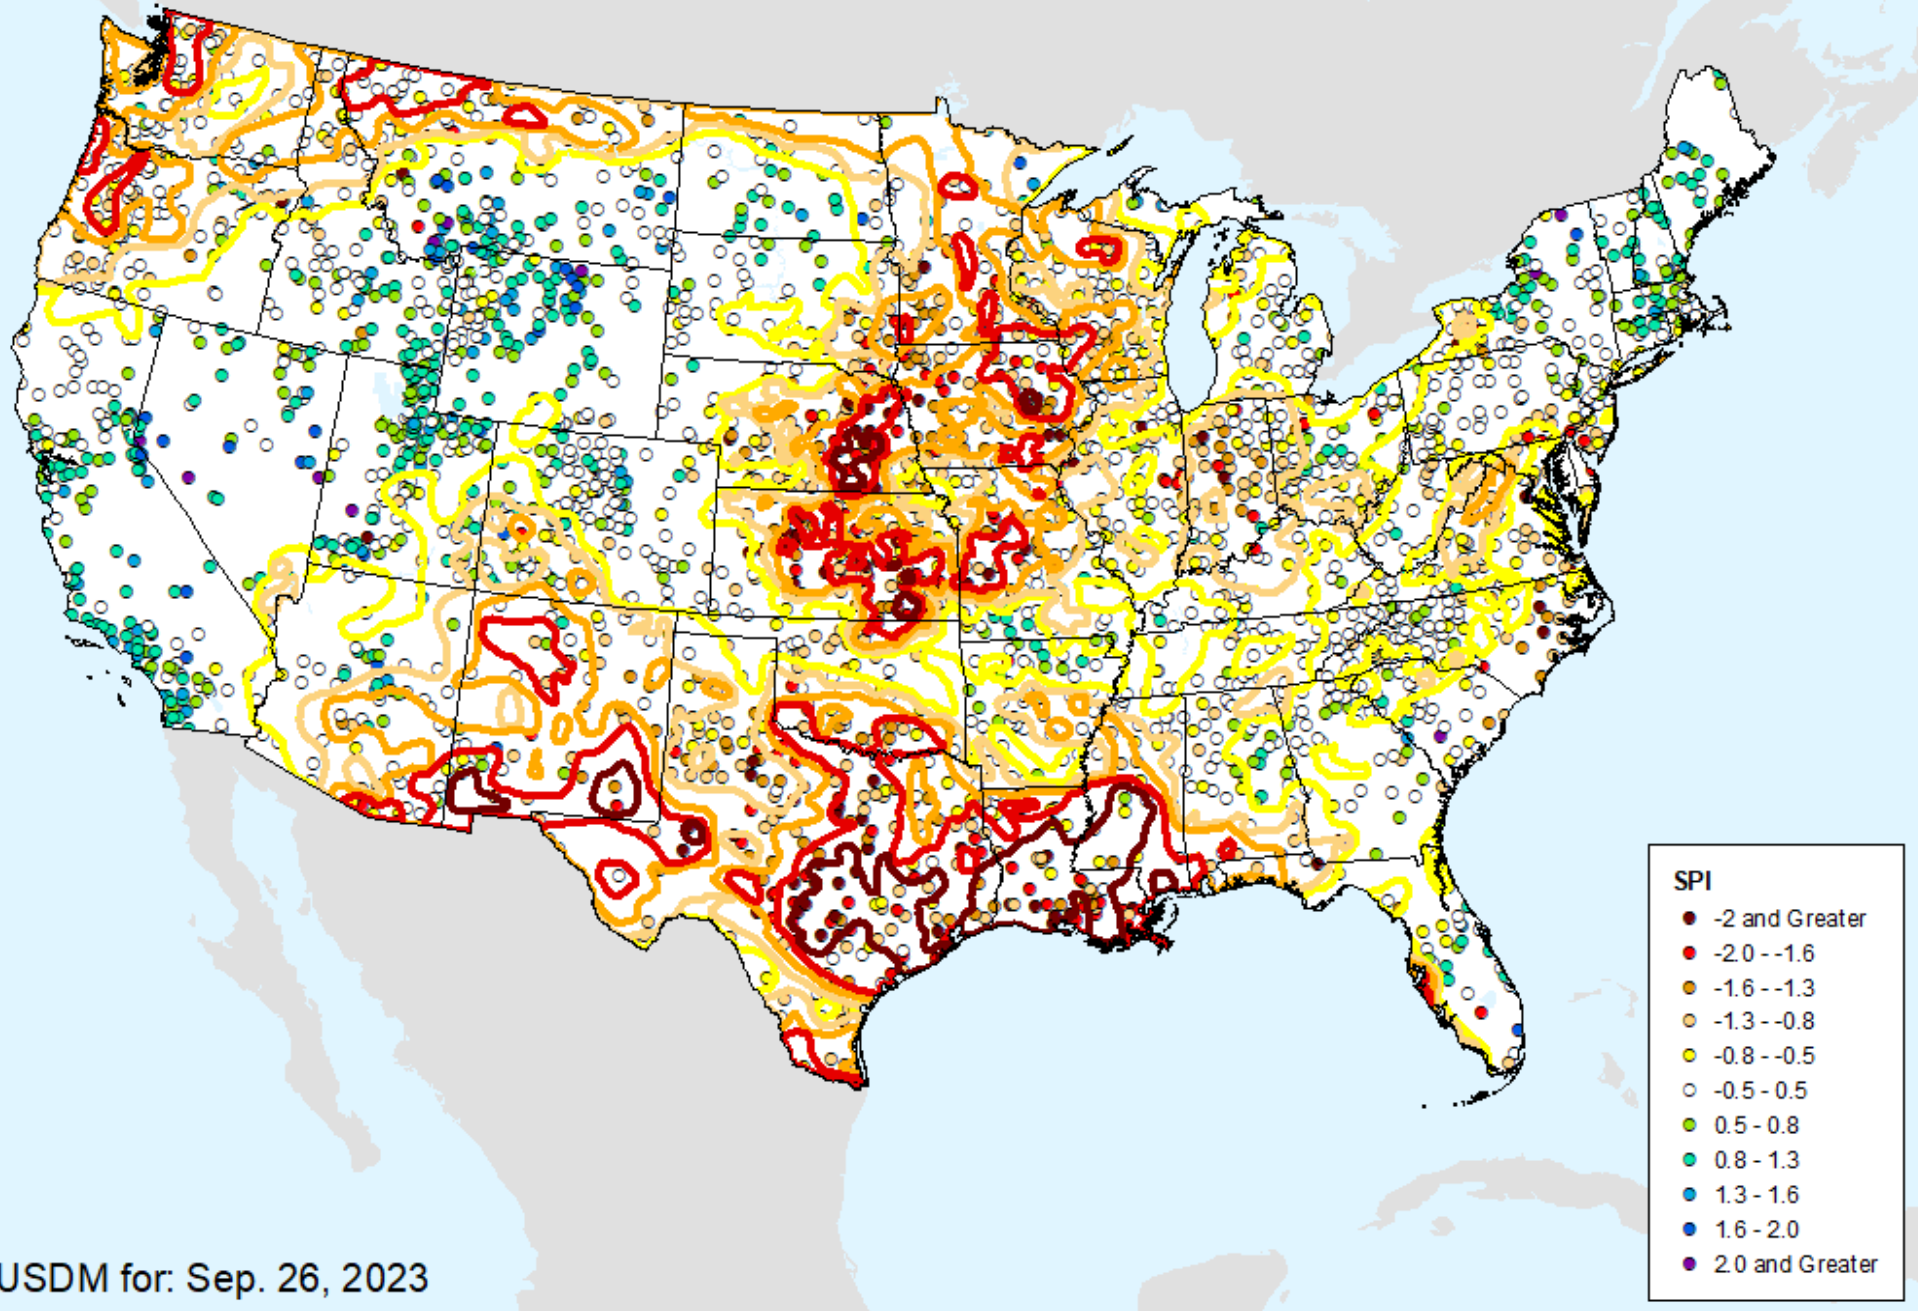 SPI
-2 and Greater
-2.0 - -1.6
-1.6 - -1.3
-1.3 - -0.8
-0.8 - -0.5
-0.5 - 0.5
0.5 - 0.8
0.8 - 1.3
1.3 - 1.6
1.6 - 2.0
2.0 and Greater
USDM for: Sep. 26, 2023